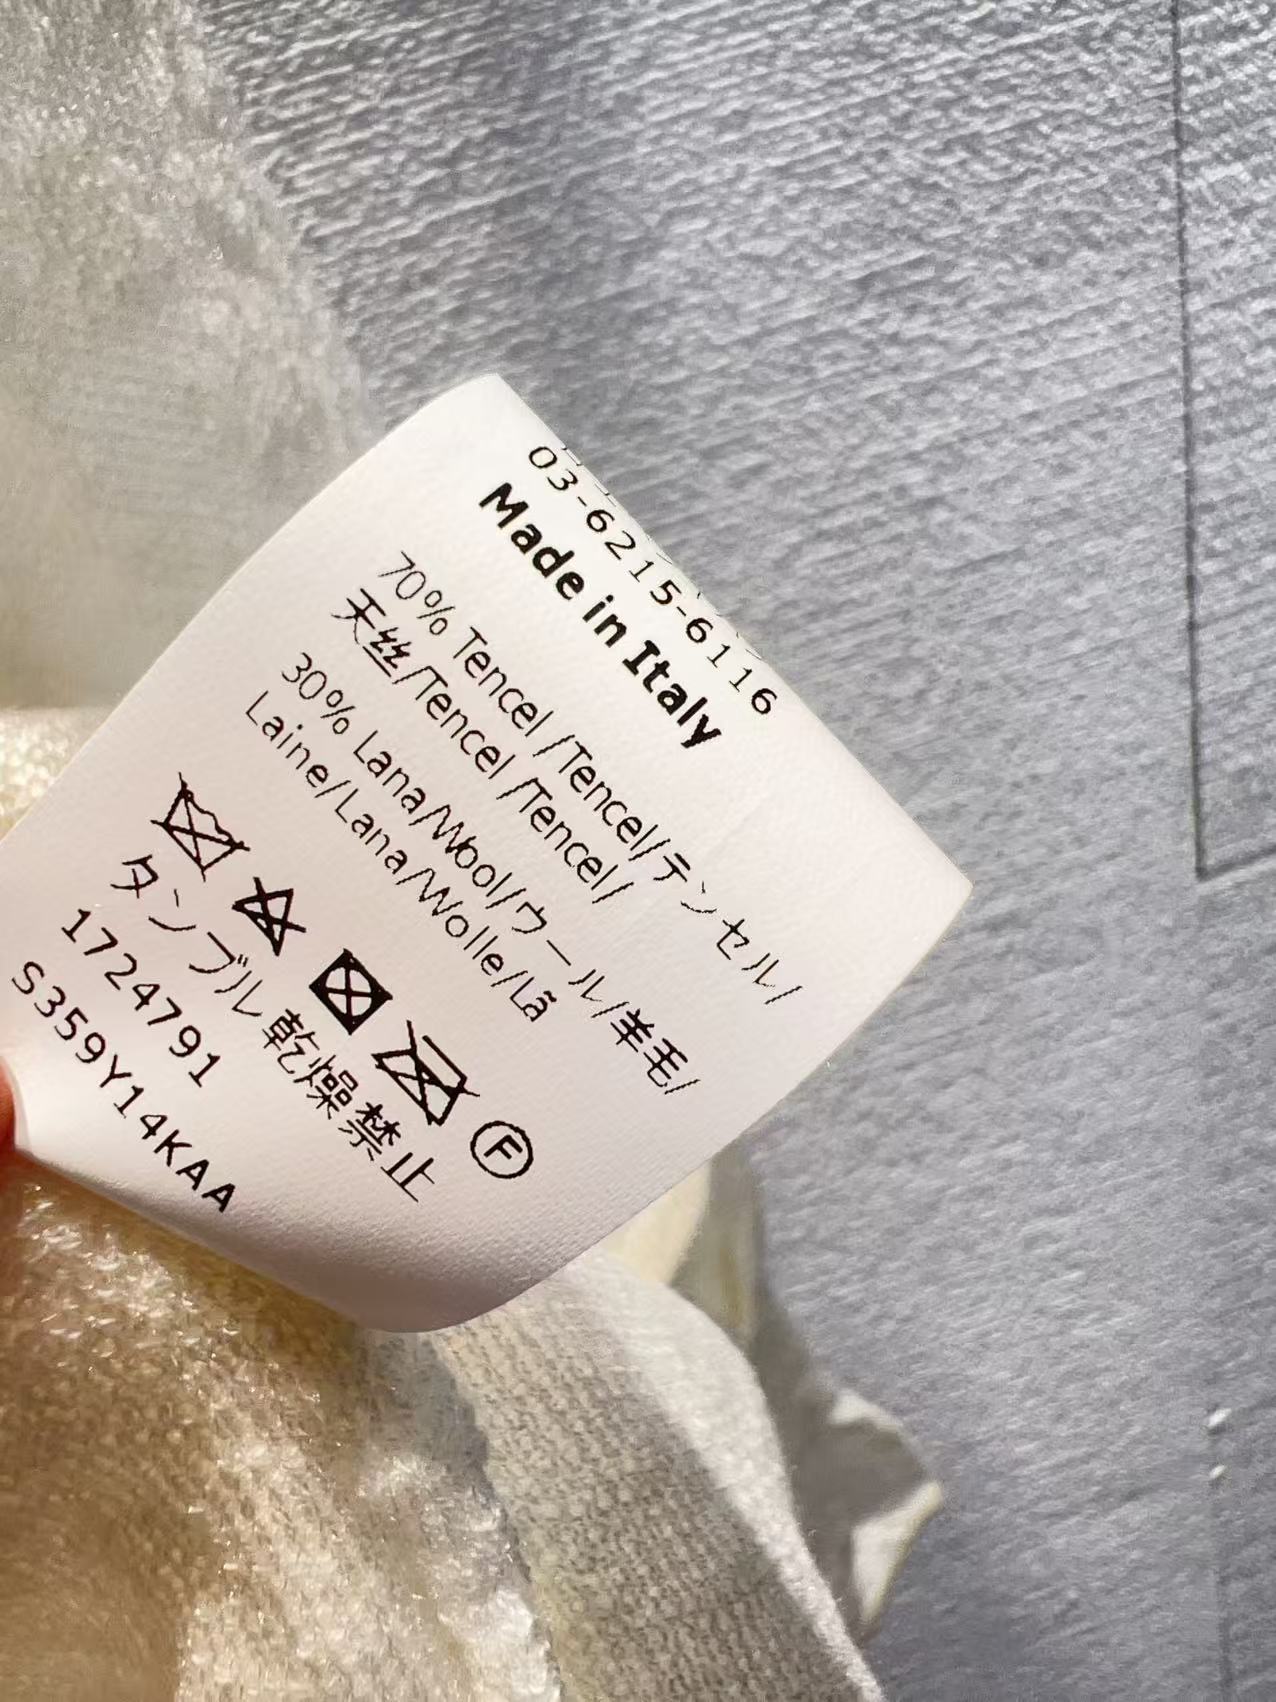 03-6215-6116
Made in Italy
70% Tencel /Tencel/テンセル/
天丝/Tencel /Tencel/
30% Lana/Wool/ウール/羊毛/
Laine/Lana/Wolle/Lã
F
タンブル乾燥禁止
1724791
S359Y14KAA